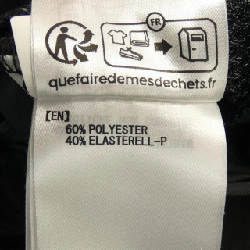 FR
quefairedemesdechets.fr
[EN]
60% POLYESTER
40% ELASTERELL-P